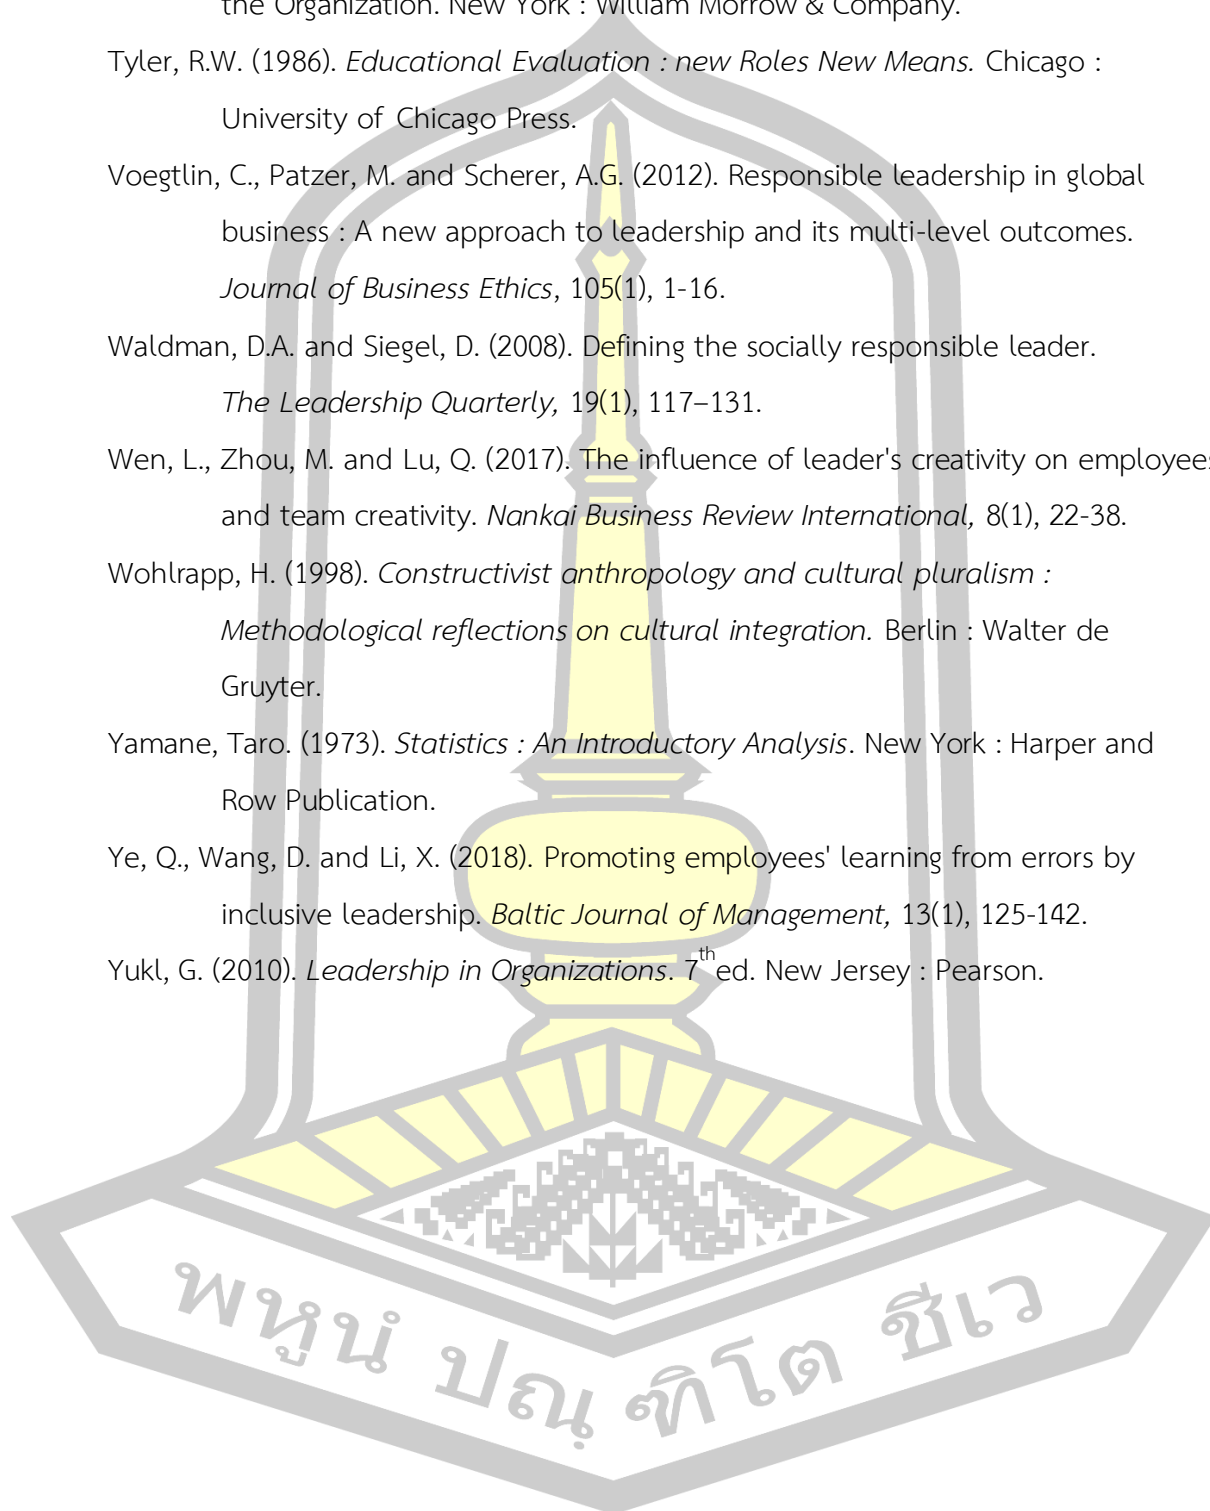 the Organization. New York : William Morrow & Company.
Tyler, R.W. (1986). Educational Evaluation : new Roles New Means. Chicago :
University of Chicago Press.
Voegtlin, C., Patzer, M. and Scherer, A.G. (2012). Responsible leadership in global
business : A new approach to leadership and its multi-level outcomes.
Journal of Business Ethics, 105(1), 1-16.
Waldman, D.A. and Siegel, D. (2008). Defining the socially responsible leader.
The Leadership Quarterly, 19(1), 117–131.
Wen, L., Zhou, M. and Lu, Q. (2017). The influence of leader's creativity on employees
and team creativity. Nankai Business Review International, 8(1), 22-38.
Wohlrapp, H. (1998). Constructivist anthropology and cultural pluralism :
Methodological reflections on cultural integration. Berlin : Walter de
Gruyter.
Yamane, Taro. (1973). Statistics : An Introductory Analysis. New York : Harper and
Row Publication.
Ye, Q., Wang, D. and Li, X. (2018). Promoting employees' learning from errors by
inclusive leadership. Baltic Journal of Management, 13(1), 125-142.
Yukl, G. (2010). Leadership in Organizations. 7th ed. New Jersey : Pearson.
พหูนํ ปณฺฑิโต ชีเว